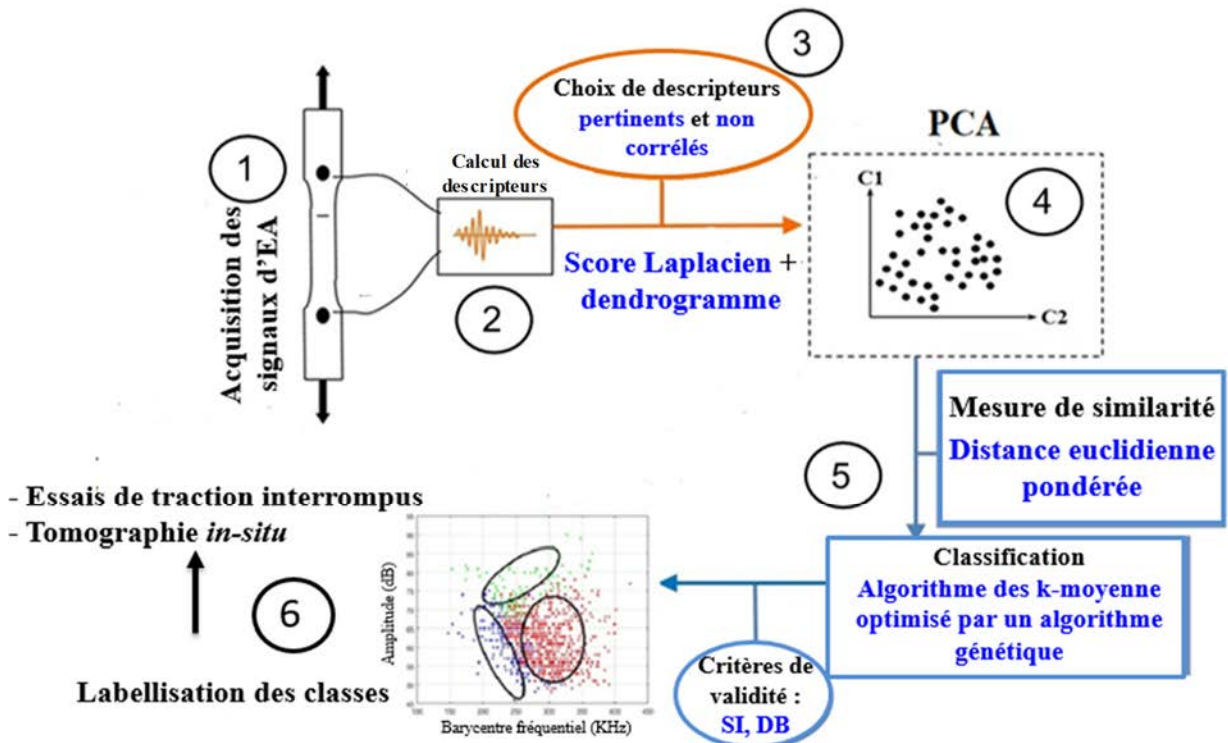 1
Acquisition des
signaux d'EA
Calcul des
descripteurs
2
3
Choix de descripteurs
pertinents et non
corrélés
Score Laplacien +
dendrogramme
PCA
C1
4
C2
Mesure de similarité
Distance euclidienne
pondérée
5
Classification
Algorithme des k-moyenne
optimisé par un algorithme
génétique
Critères de
validité :
SI, DB
Amplitude (dB)
Barycentre fréquentiel (KHz)
6
- Essais de traction interrompus
- Tomographie in-situ
Labellisation des classes